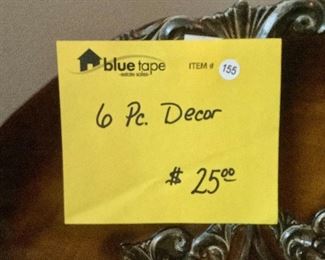 blue tape ITEM # 155
-estate sales-
6 Pc. Decor
$ 25.00